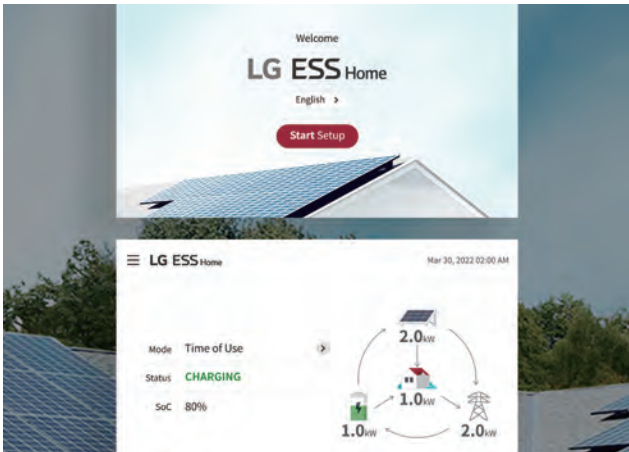 Welcome
LG ESS Home
English >
Start Setup
LG ESS Home
Mar 30, 2022 02:00 AM
Mode Time of Use >
Status CHARGING
SoC 80%
2.0kW
1.0kW
1.0kW
2.0kW